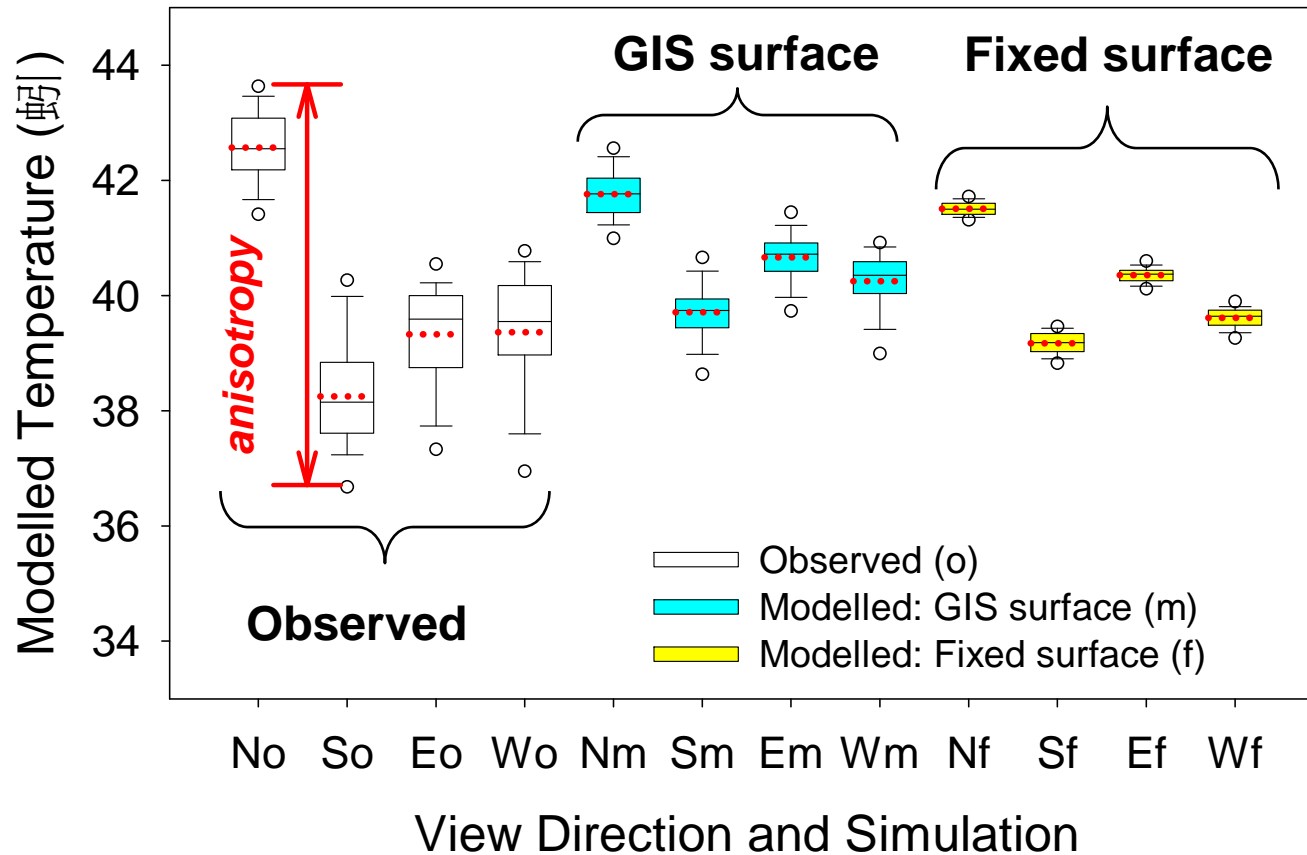 GIS surface
Fixed surface
Modelled Temperature (蚓)
44
42
40
38
36
34
anisotropy
Observed
Observed (o)
Modelled: GIS surface (m)
Modelled: Fixed surface (f)
No So Eo Wo Nm Sm Em Wm Nf Sf Ef Wf
View Direction and Simulation